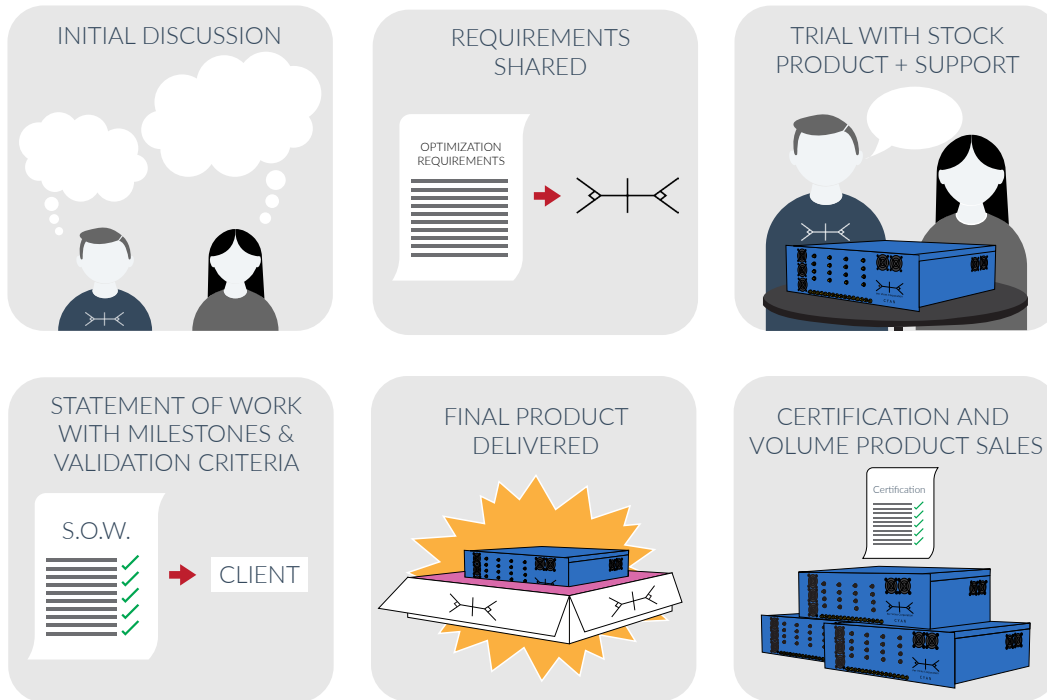 INITIAL DISCUSSION
REQUIREMENTS
SHARED
OPTIMIZATION
REQUIREMENTS
TRIAL WITH STOCK
PRODUCT + SUPPORT
STATEMENT OF WORK
WITH MILESTONES &
VALIDATION CRITERIA
S.O.W.
CLIENT
FINAL PRODUCT
DELIVERED
CERTIFICATION AND
VOLUME PRODUCT SALES
Certification